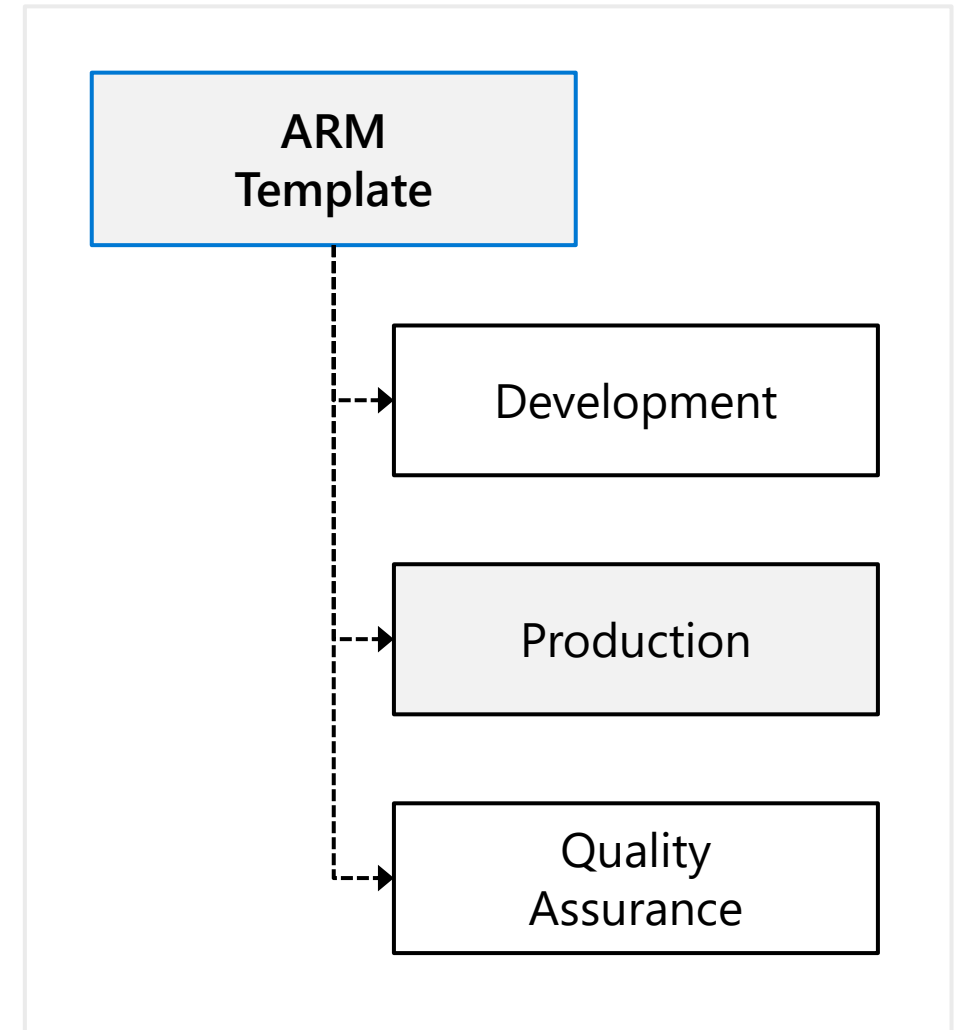 ARM
Template
Development
Production
Quality
Assurance